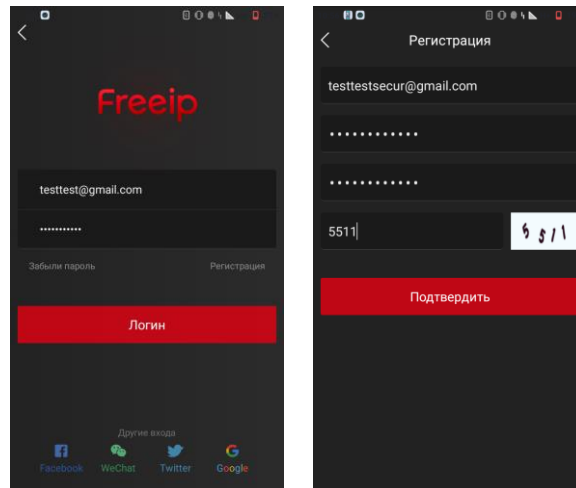 Freeip
testtest@gmail.com
•••••••••••
Забыли пароль
Регистрация
Логин
Другие входа
Facebook
WeChat
Twitter
Google
Регистрация
testtestsecur@gmail.com
••••••••••••
••••••••••••
5511
5511
Подтвердить